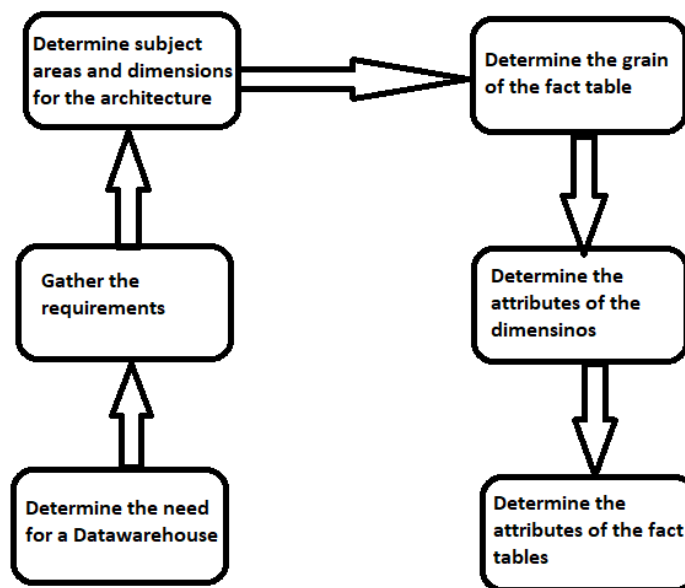 Determine subject
areas and dimensions
for the architecture
Determine the grain
of the fact table
Gather the
requirements
Determine the
attributes of the
dimensinos
Determine the need
for a Datawarehouse
Determine the
attributes of the fact
tables